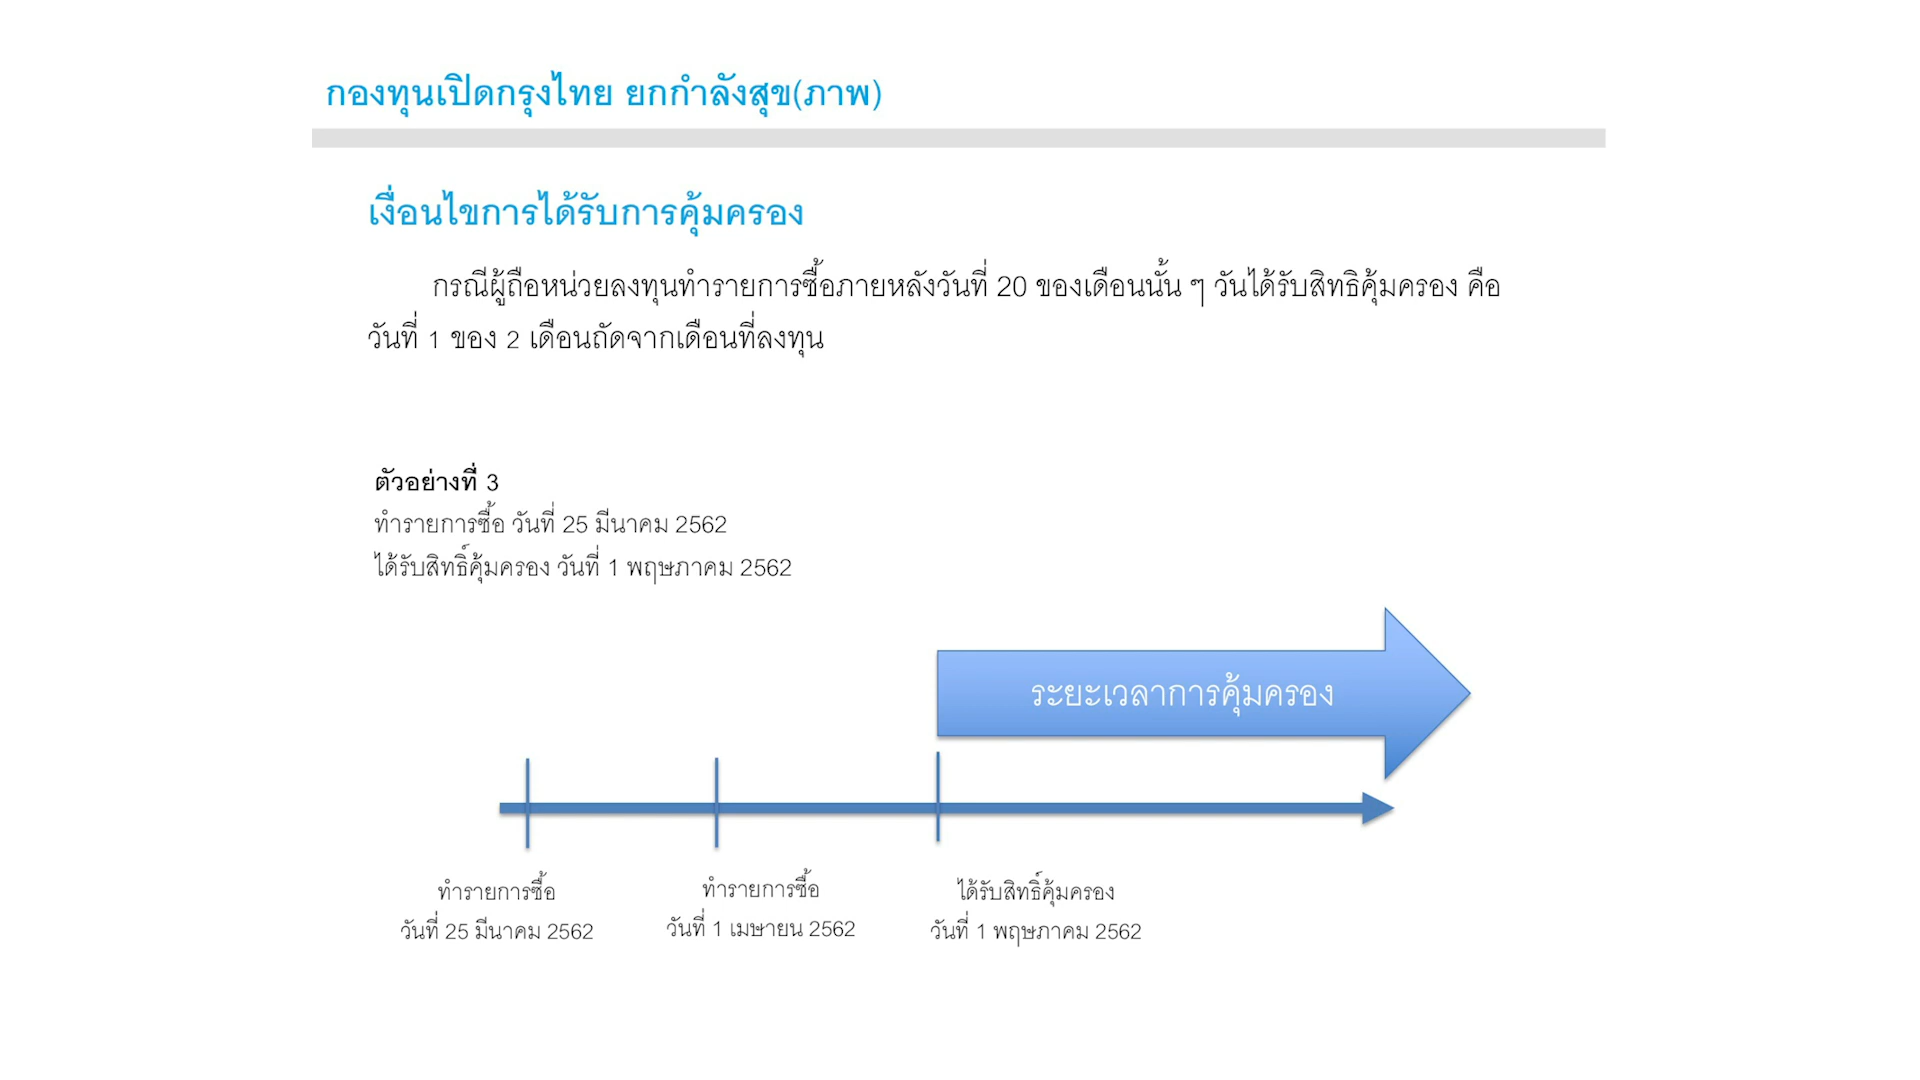 กองทุนเปิดกรุงไทย ยกกำลังสุข(ภาพ)
เงื่อนไขการได้รับการคุ้มครอง
กรณีผู้ถือหน่วยลงทุนทำรายการซื้อภายหลังวันที่ 20 ของเดือนนั้น ๆ วันได้รับสิทธิคุ้มครอง คือ
วันที่ 1 ของ 2 เดือนถัดจากเดือนที่ลงทุน
ตัวอย่างที่ 3
ทำรายการซื้อ วันที่ 25 มีนาคม 2562
ได้รับสิทธิ์คุ้มครอง วันที่ 1 พฤษภาคม 2562
ระยะเวลาการคุ้มครอง
ทำรายการซื้อ
วันที่ 25 มีนาคม 2562
ทำรายการซื้อ
วันที่ 1 เมษายน 2562
ได้รับสิทธิ์คุ้มครอง
วันที่ 1 พฤษภาคม 2562